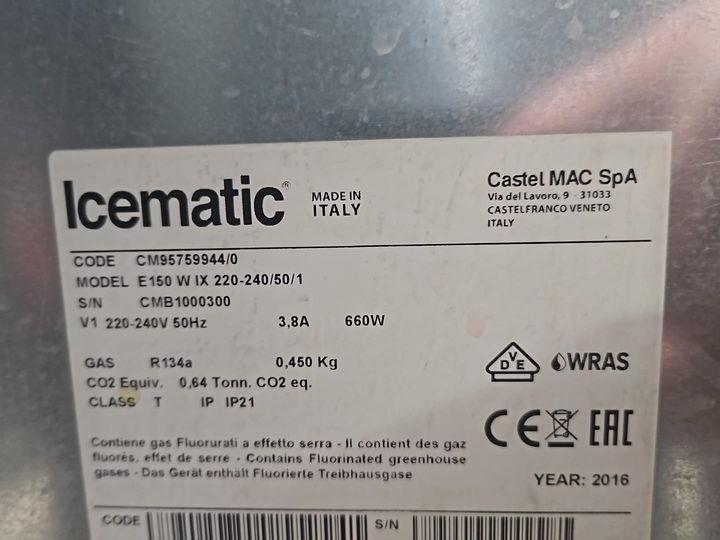 Icematic® MADE IN ITALY
Castel MAC SpA
Via del Lavoro, 9 - 31033
CASTELFRANCO VENETO
ITALY
CODE CM95759944/0
MODEL E150 W IX 220-240/50/1
S/N CMB1000300
V1 220-240V 50Hz 3,8A 660W
GAS R134a 0,450 Kg
CO2 Equiv. 0,64 Tonn. CO2 eq.
CLASS T IP IP21
DVE WRAS
CE EAC
Contiene gas Fluorurati a effetto serra - Il contient des gaz
fluorés, effet de serre - Contains Fluorinated greenhouse
gases - Das Gerät enthält Fluorierte Treibhausgase
YEAR: 2016
CODE S/N